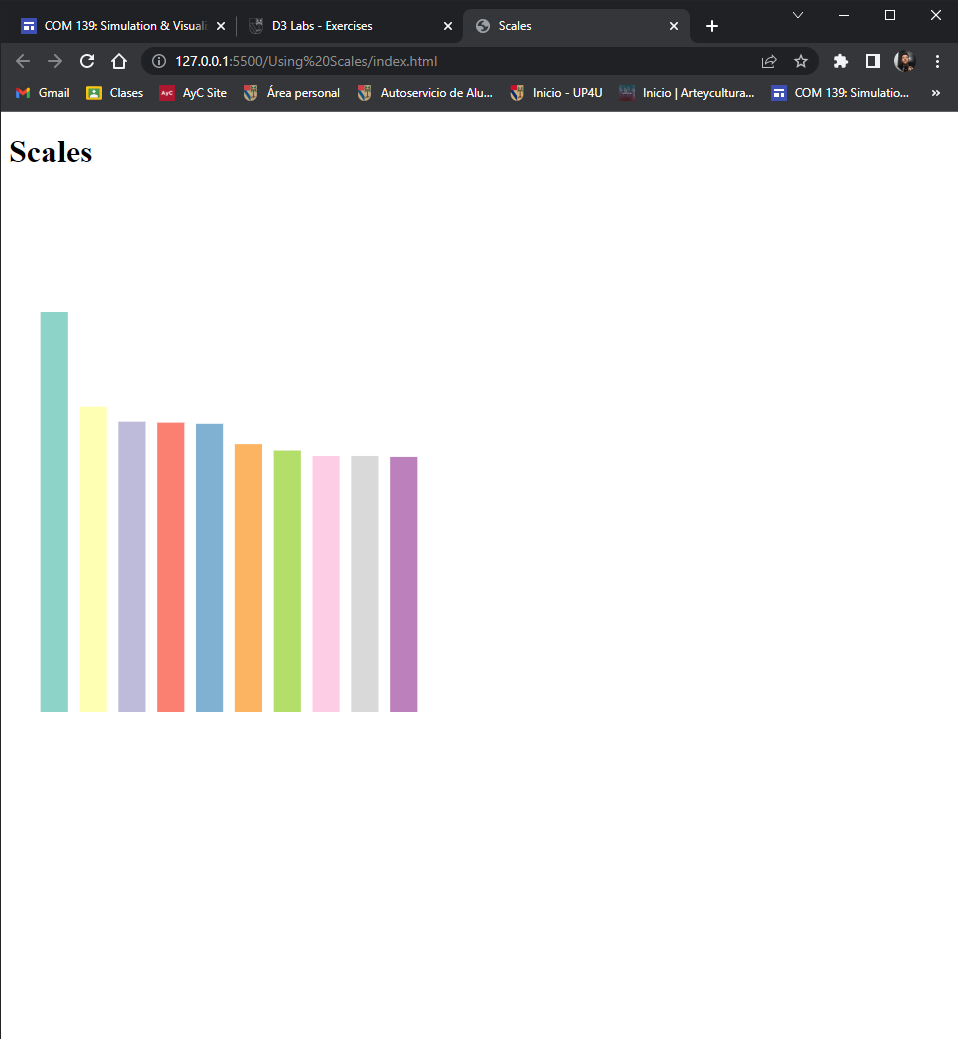 COM 139: Simulation & Visuali
D3 Labs - Exercises
Scales
127.0.0.1:5500/Using%20Scales/index.html
Gmail
Clases
AyC
AyC Site
Área personal
Autoservicio de Alu...
Inicio - UP4U
Inicio | Arteycultura...
COM 139: Simulatio...
»
Scales